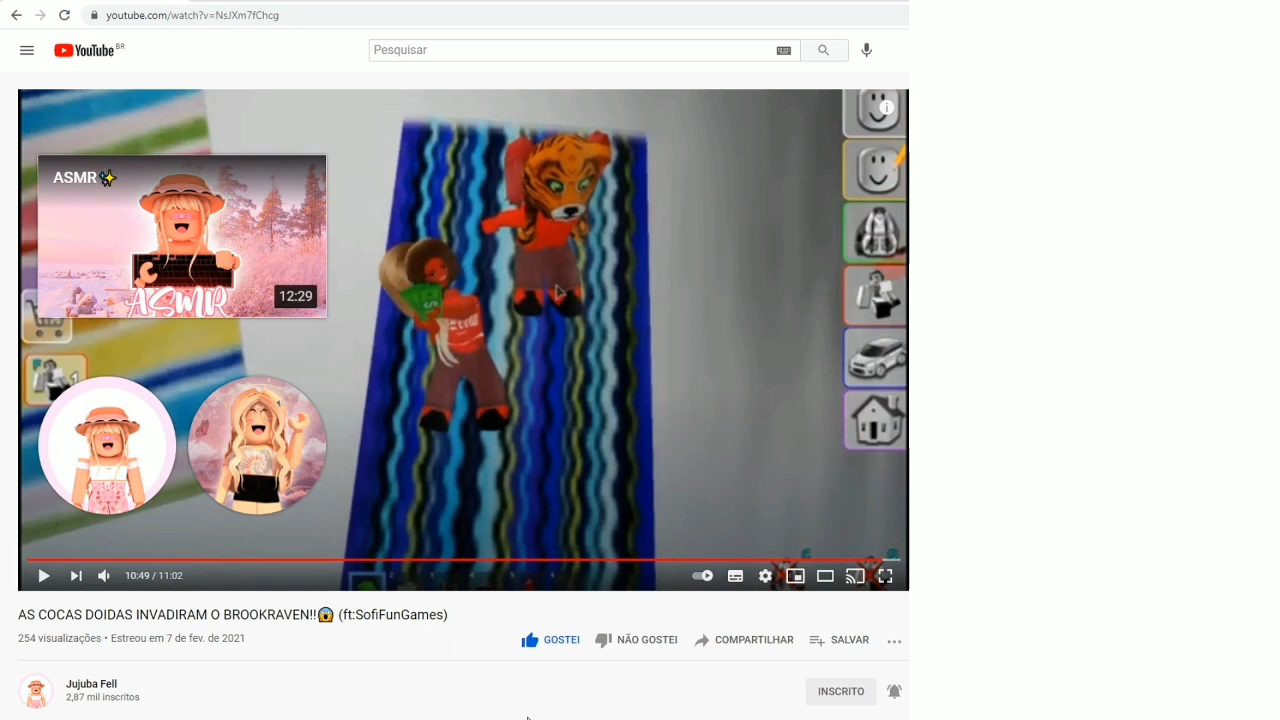 youtube.com/watch?v=NsJXm7fChcg
YouTube BR
Pesquisar
ASMR✨
ASMR
12:29
10:49 / 11:02
AS COCAS DOIDAS INVADIRAM O BROOKRAVEN!!😱 (ft:SofiFunGames)
254 visualizações • Estreou em 7 de fev. de 2021
GOSTEI
NÃO GOSTEI
COMPARTILHAR
SALVAR
Jujuba Fell
2,87 mil inscritos
INSCRITO